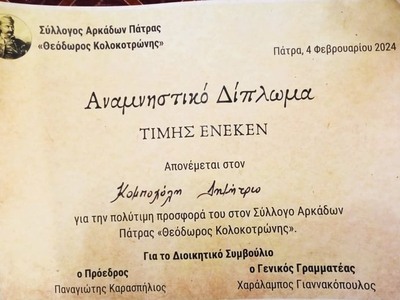 Σύλλογος Αρκάδων Πάτρας
«Θεόδωρος Κολοκοτρώνης»
Πάτρα, 4 Φεβρουαρίου 2024
Αναμνηστικό Δίπλωμα
ΤΙΜΗΣ ΕΝΕΚΕΝ
Απονέμεται στον
Κομπολόλη Δημήτριο
για την πολύτιμη προσφορά του στον Σύλλογο Αρκάδων
Πάτρας «Θεόδωρος Κολοκοτρώνης».
Για το Διοικητικό Συμβούλιο
ο Πρόεδρος
Παναγιώτης Καρασπήλιος
ο Γενικός Γραμματέας
Χαράλαμπος Γιαννακόπουλος